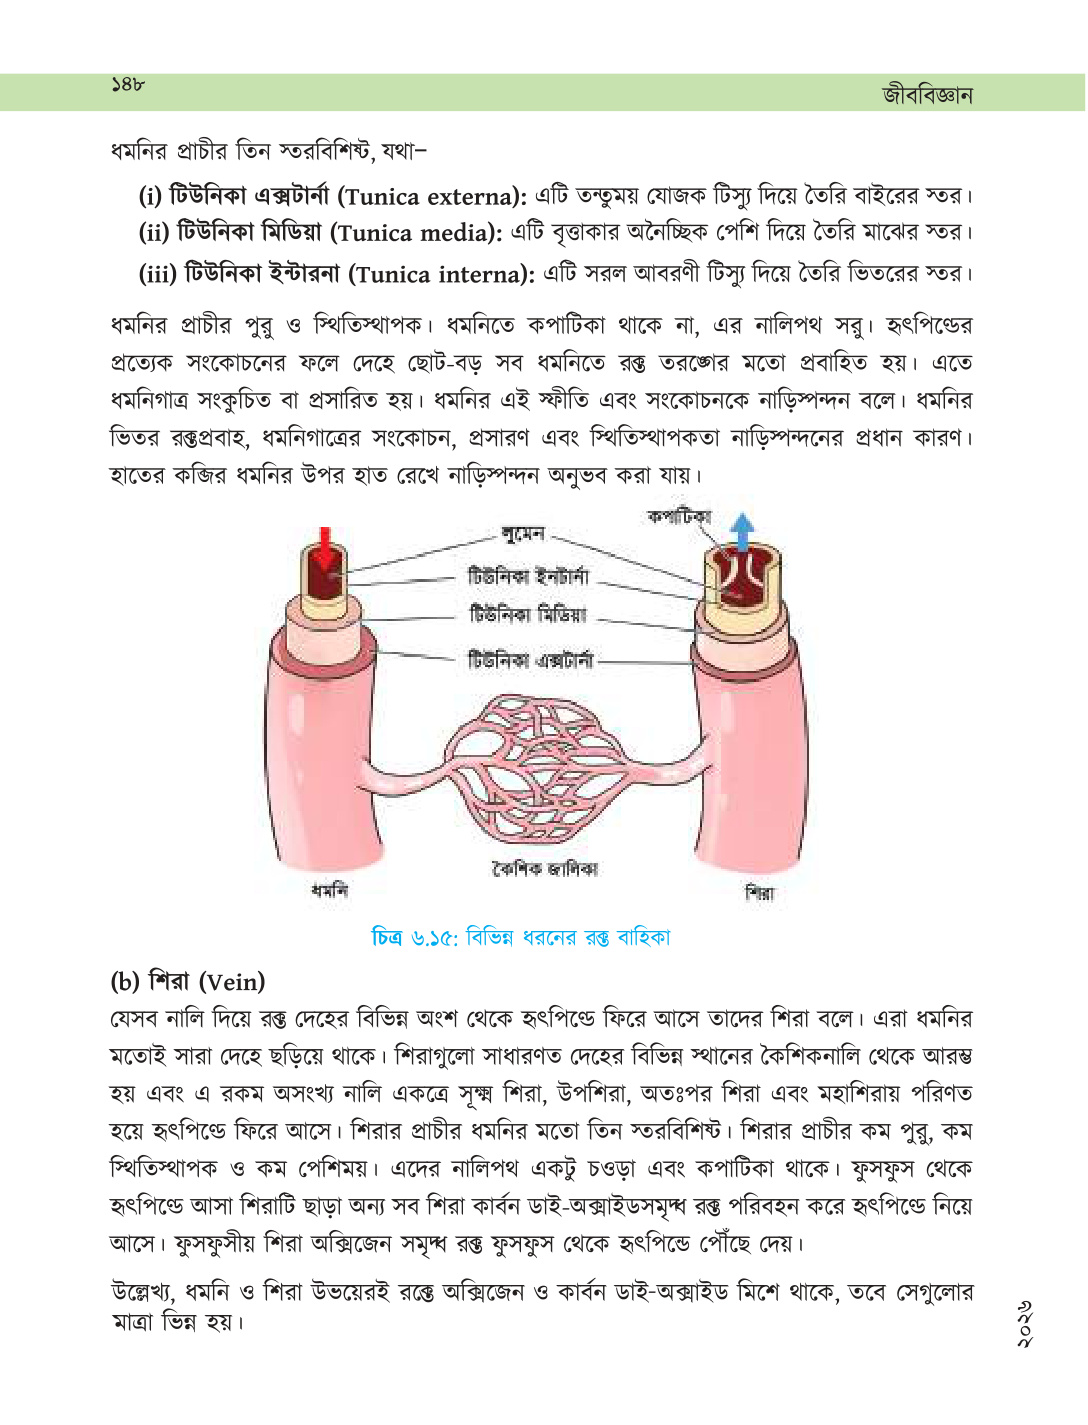 ১৪৮
জীববিজ্ঞান
ধমনির প্রাচীর তিন স্তরবিশিষ্ট, যথা–
(i) টিউনিকা এক্সটার্না (Tunica externa): এটি তন্তুময় যোজক টিস্যু দিয়ে তৈরি বাইরের স্তর।
(ii) টিউনিকা মিডিয়া (Tunica media): এটি বৃত্তাকার অনৈচ্ছিক পেশি দিয়ে তৈরি মাঝের স্তর।
(iii) টিউনিকা ইন্টারনা (Tunica interna): এটি সরল আবরণী টিস্যু দিয়ে তৈরি ভিতরের স্তর।
ধমনির প্রাচীর পুরু ও স্থিতিস্থাপক। ধমনিতে কপাটিকা থাকে না, এর নালিপথ সরু। হৃৎপিণ্ডের
প্রত্যেক সংকোচনের ফলে দেহে ছোট-বড় সব ধমনিতে রক্ত তরঙ্গের মতো প্রবাহিত হয়। এতে
ধমনিগাত্র সংকুচিত বা প্রসারিত হয়। ধমনির এই স্ফীতি এবং সংকোচনকে নাড়িস্পন্দন বলে। ধমনির
ভিতর রক্তপ্রবাহ, ধমনিগাত্রের সংকোচন, প্রসারণ এবং স্থিতিস্থাপকতা নাড়িস্পন্দনের প্রধান কারণ।
হাতের কব্জির ধমনির উপর হাত রেখে নাড়িস্পন্দন অনুভব করা যায়।
কপাটিকা
লুমেন
টিউনিকা ইনটার্না
টিউনিকা মিডিয়া
টিউনিকা এক্সটার্না
কৈশিক জালিকা
ধমনি
শিরা
চিত্র ৬.১৫: বিভিন্ন ধরনের রক্ত বাহিকা
(b) শিরা (Vein)
যেসব নালি দিয়ে রক্ত দেহের বিভিন্ন অংশ থেকে হৃৎপিণ্ডে ফিরে আসে তাদের শিরা বলে। এরা ধমনির
মতোই সারা দেহে ছড়িয়ে থাকে। শিরাগুলো সাধারণত দেহের বিভিন্ন স্থানের কৈশিকনালি থেকে আরম্ভ
হয় এবং এ রকম অসংখ্য নালি একত্রে সূক্ষ্ম শিরা, উপশিরা, অতঃপর শিরা এবং মহাশিরায় পরিণত
হয়ে হৃৎপিণ্ডে ফিরে আসে। শিরার প্রাচীর ধমনির মতো তিন স্তরবিশিষ্ট। শিরার প্রাচীর কম পুরু, কম
স্থিতিস্থাপক ও কম পেশিময়। এদের নালিপথ একটু চওড়া এবং কপাটিকা থাকে। ফুসফুস থেকে
হৃৎপিণ্ডে আসা শিরাটি ছাড়া অন্য সব শিরা কার্বন ডাই-অক্সাইডসমৃদ্ধ রক্ত পরিবহন করে হৃৎপিণ্ডে নিয়ে
আসে। ফুসফুসীয় শিরা অক্সিজেন সমৃদ্ধ রক্ত ফুসফুস থেকে হৃৎপিন্ডে পৌঁছে দেয়।
উল্লেখ্য, ধমনি ও শিরা উভয়েরই রক্তে অক্সিজেন ও কার্বন ডাই-অক্সাইড মিশে থাকে, তবে সেগুলোর
মাত্রা ভিন্ন হয়।
২০২৬